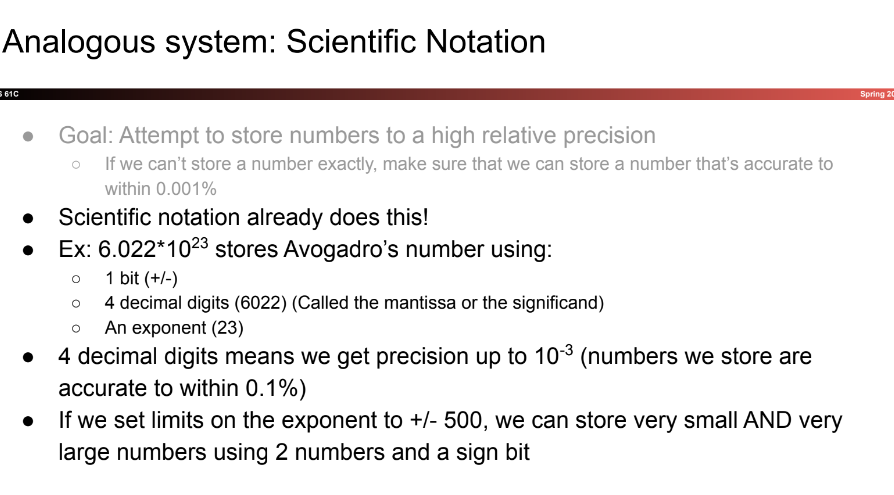 Analogous system: Scientific Notation
S 61C
Spring 20
● Goal: Attempt to store numbers to a high relative precision
○ If we can't store a number exactly, make sure that we can store a number that's accurate to
within 0.001%
● Scientific notation already does this!
● Ex: 6.022*10²³ stores Avogadro's number using:
○ 1 bit (+/-)
○ 4 decimal digits (6022) (Called the mantissa or the significand)
○ An exponent (23)
● 4 decimal digits means we get precision up to 10⁻³ (numbers we store are
accurate to within 0.1%)
● If we set limits on the exponent to +/- 500, we can store very small AND very
large numbers using 2 numbers and a sign bit